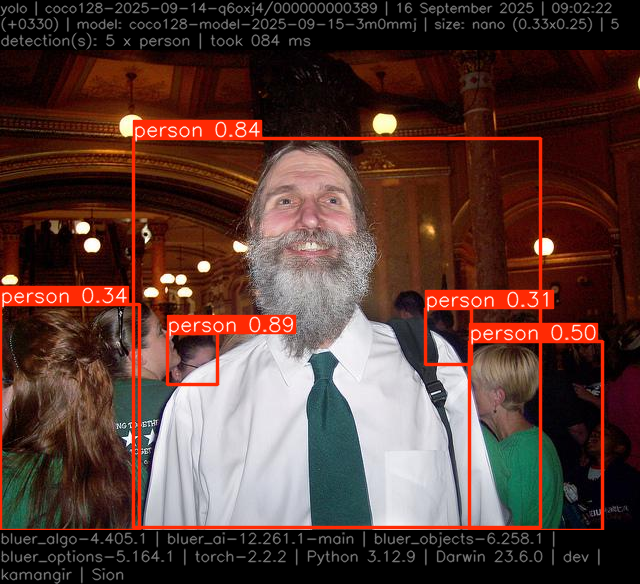 yolo | coco128-2025-09-14-q6oxj4/000000000389 | 16 September 2025 | 09:02:22
(+0330) | model: coco128-model-2025-09-15-3m0mmj | size: nano (0.33x0.25) | 5
detection(s): 5 x person | took 084 ms
person 0.84
person 0.34
person 0.31
person 0.89
person 0.50
bluer_algo-4.405.1 | bluer_ai-12.261.1-main | bluer_objects-6.258.1 |
bluer_options-5.164.1 | torch-2.2.2 | Python 3.12.9 | Darwin 23.6.0 | dev |
kamangir | Sion